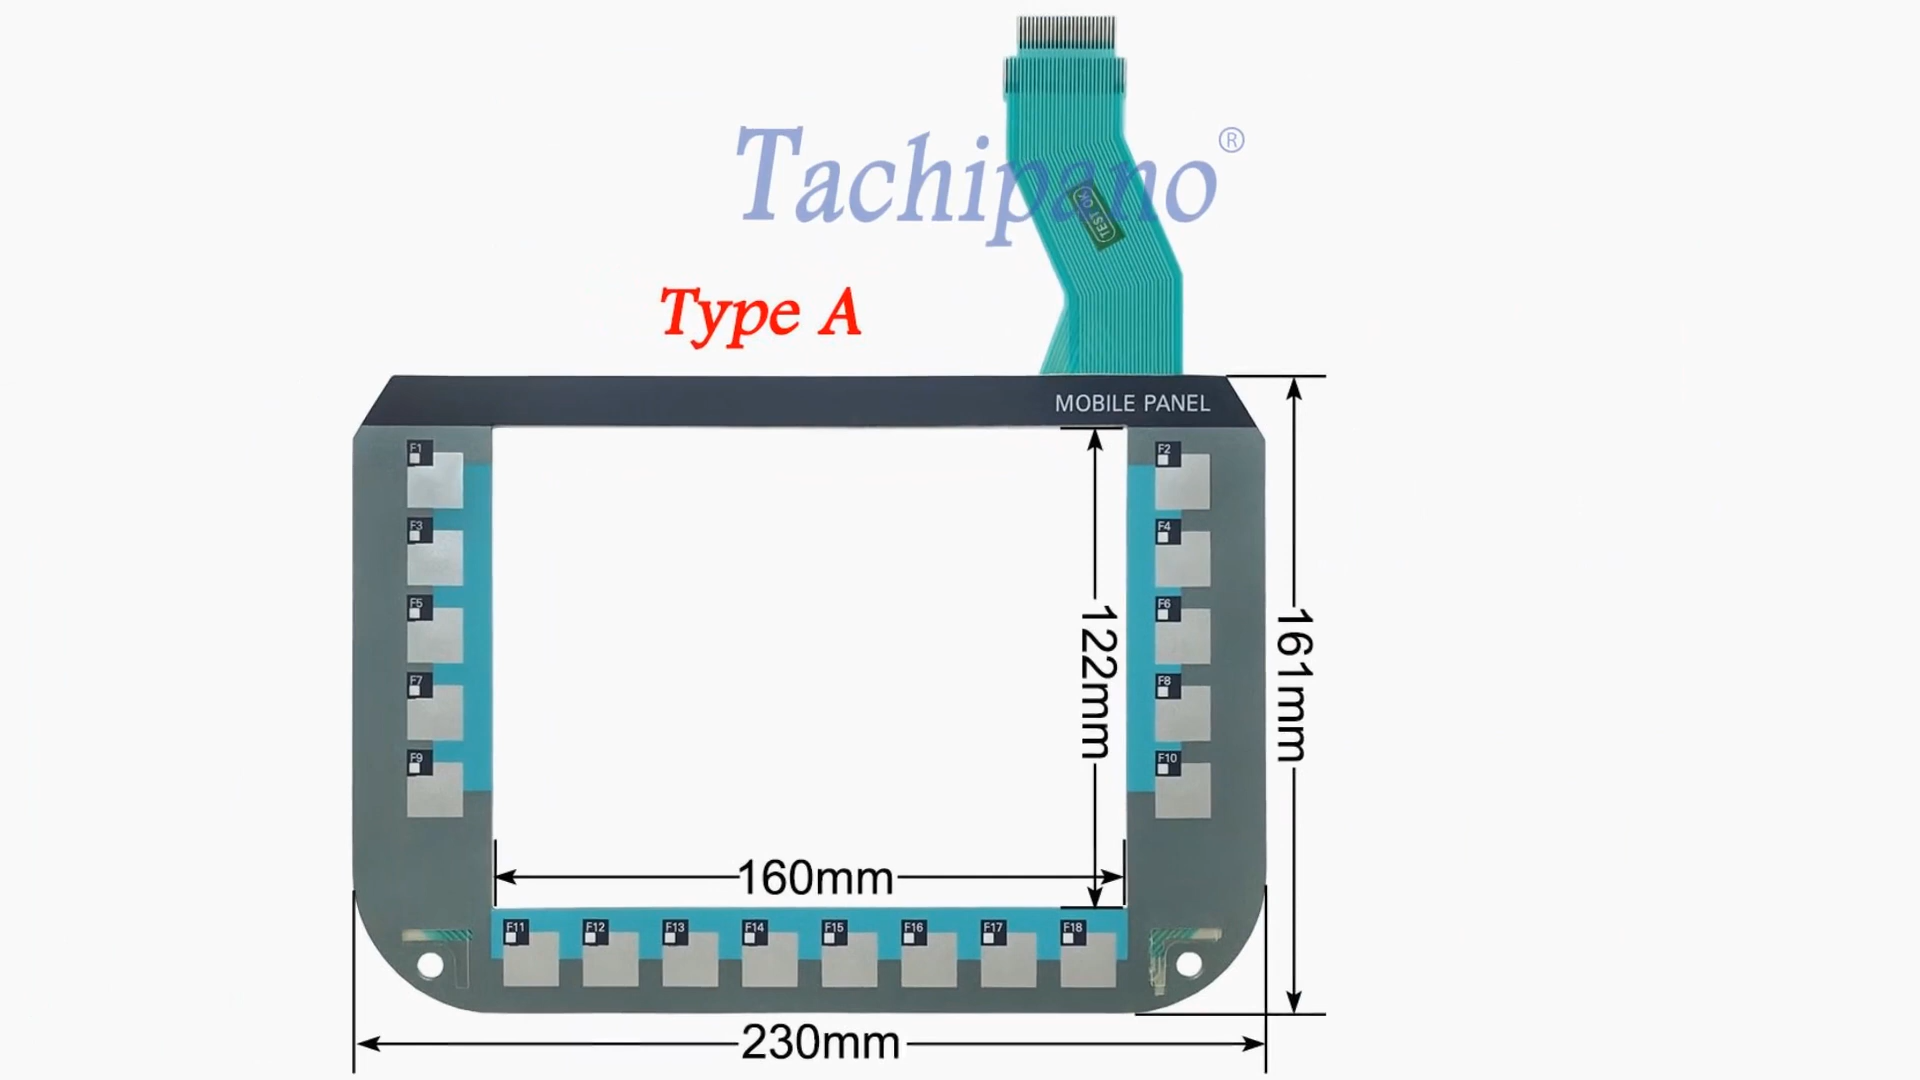 Tachipano®
TEST OK
Type A
MOBILE PANEL
F1
F2
F3
F4
F5
F6
F7
F8
F9
F10
122mm
161mm
160mm
F11 F12 F13 F14 F15 F16 F17 F18
230mm